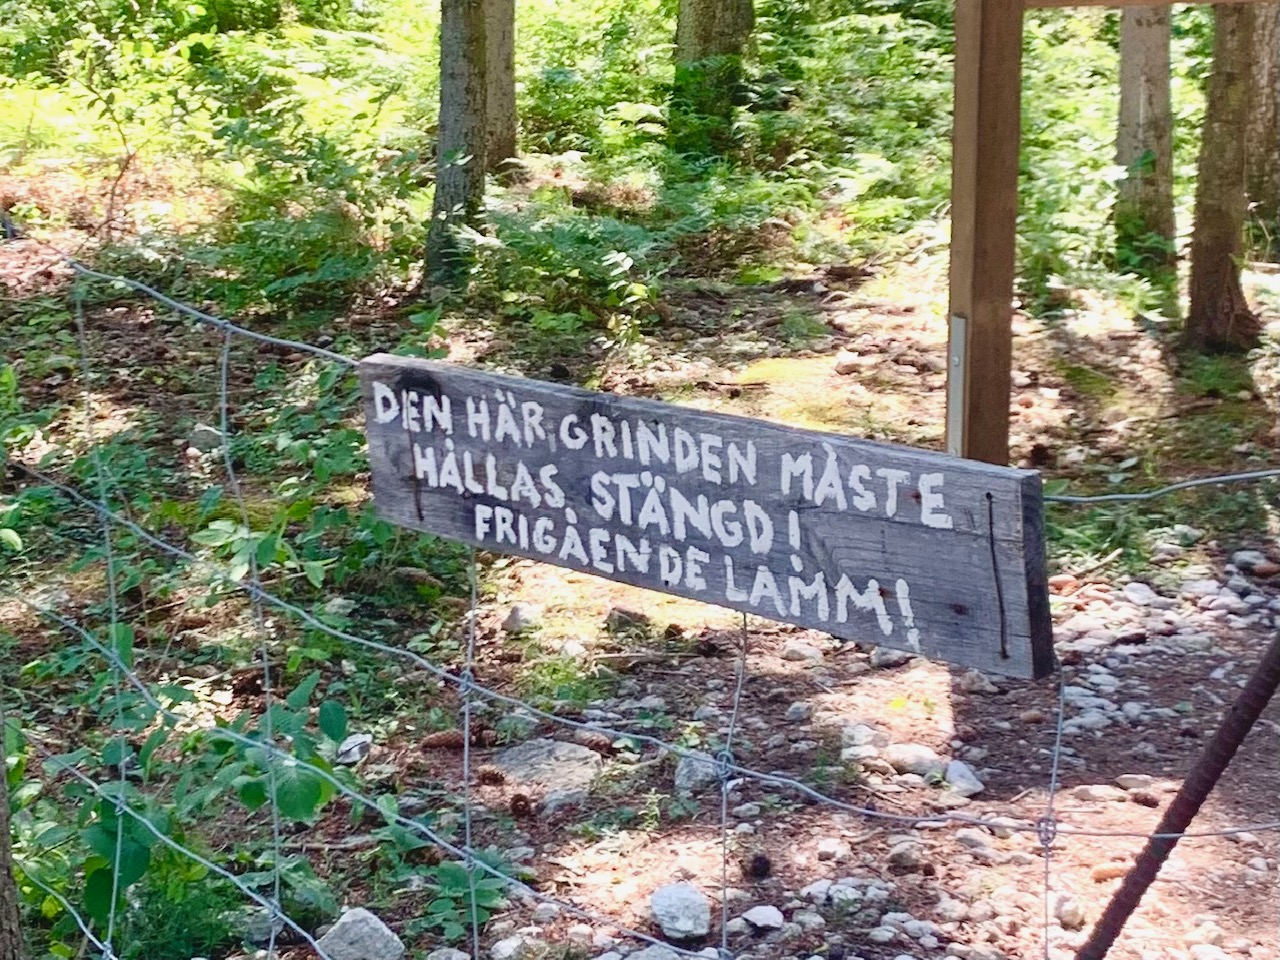 DEN HÄR GRINDEN MÅSTE
HÅLLAS STÄNGD!
FRIGÅENDE LAMM!